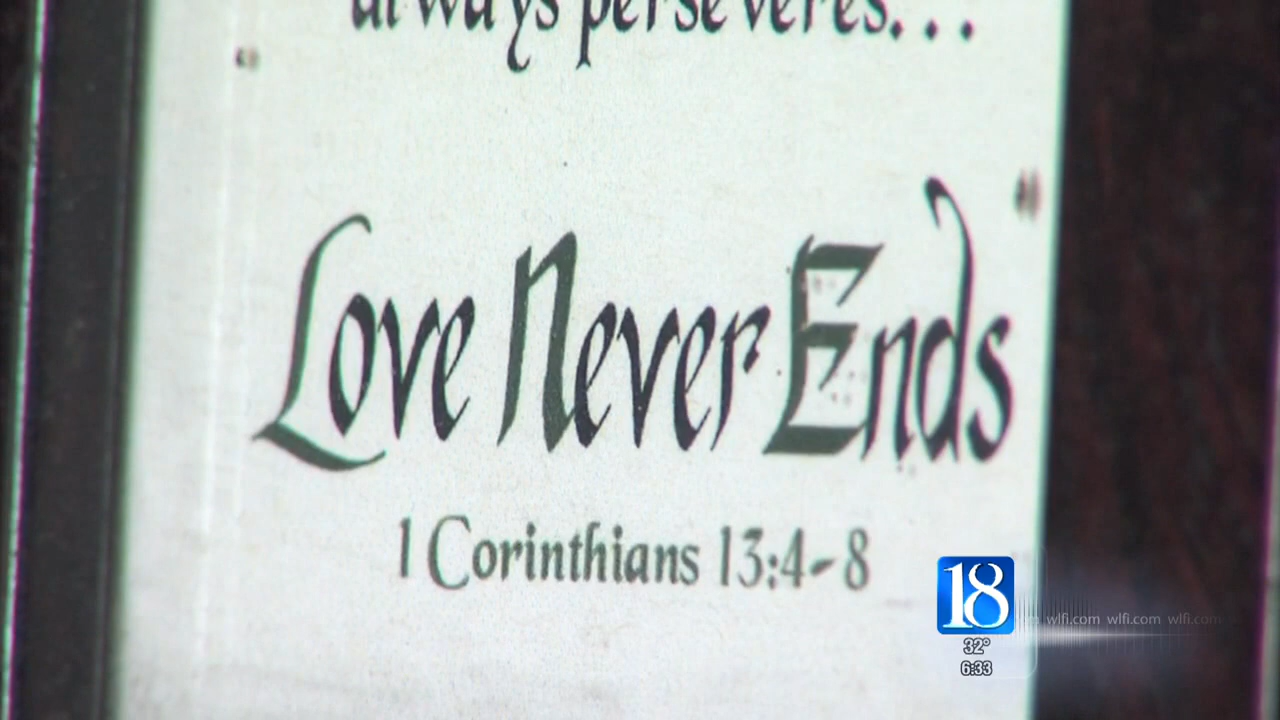 always perseveres...
"Love Never Ends"
1 Corinthians 13:4-8
18
wlfi.com wlfi.com wlfi.com
32°
6:33